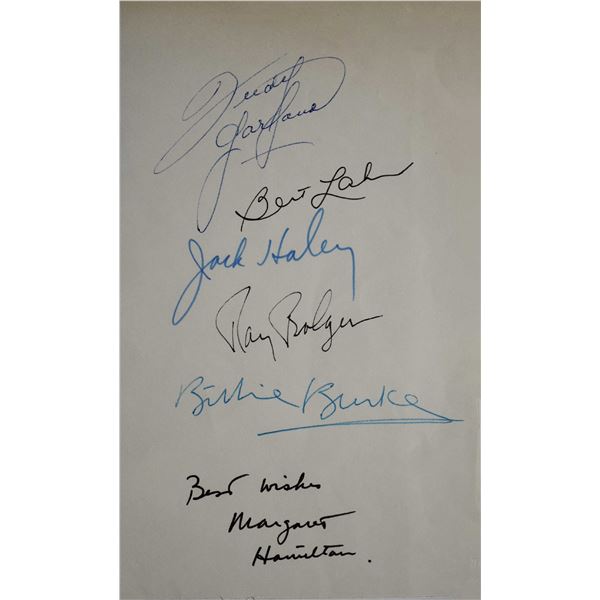 Judy
Garland
Bert Lahr
Jack Haley
Ray Bolger
Billie Burke
Best wishes
Margaret
Hamilton.